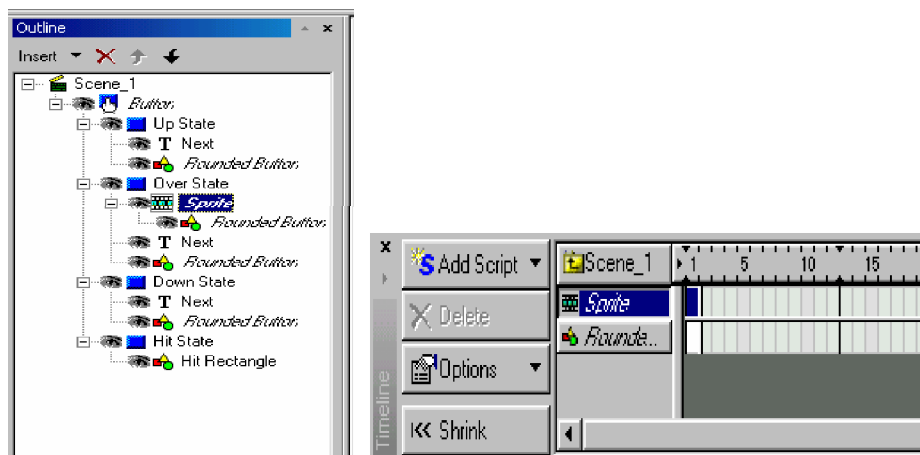 Outline
Insert
Scene_1
Button
Up State
T Next
Rounded Button
Over State
Sprite
Rounded Button
T Next
Rounded Button
Down State
T Next
Rounded Button
Hit State
Hit Rectangle
Timeline
Add Script
Delete
Options
Shrink
Scene_1
1 5 10 15
Sprite
Rounde...